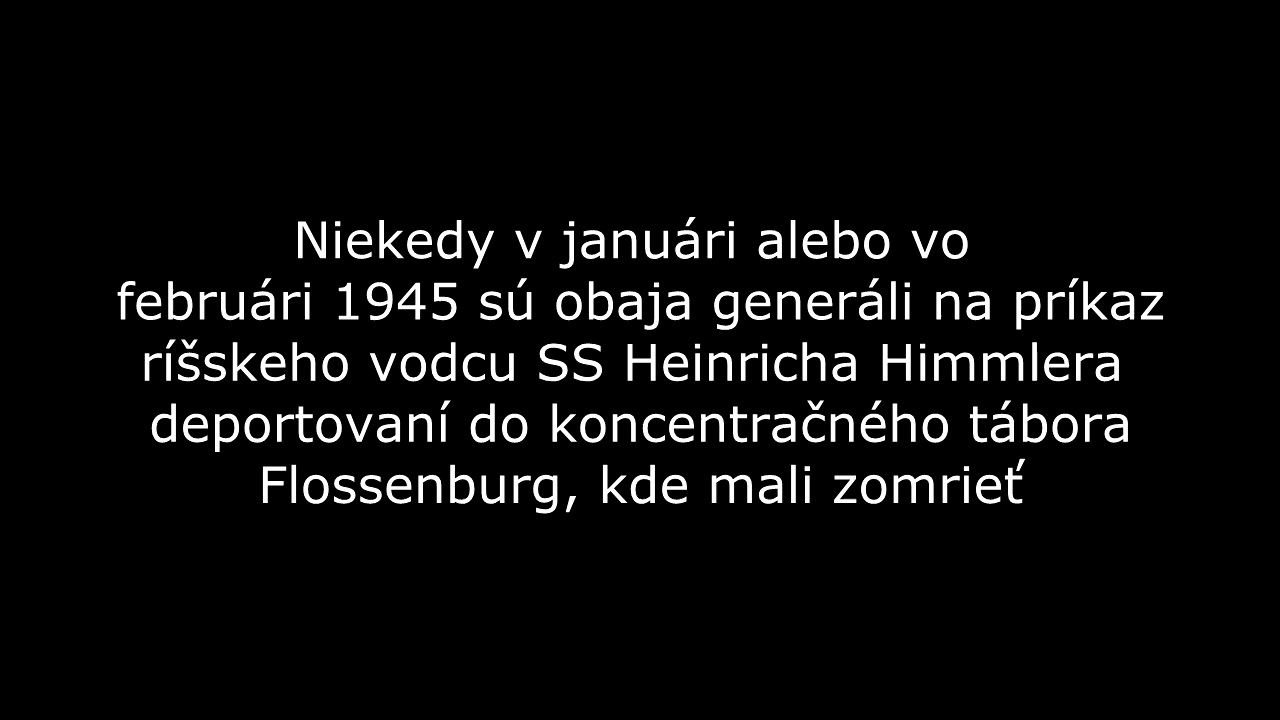 Niekedy v januári alebo vo
februári 1945 sú obaja generáli na príkaz
ríšskeho vodcu SS Heinricha Himmlera
deportovaní do koncentračného tábora
Flossenburg, kde mali zomrieť